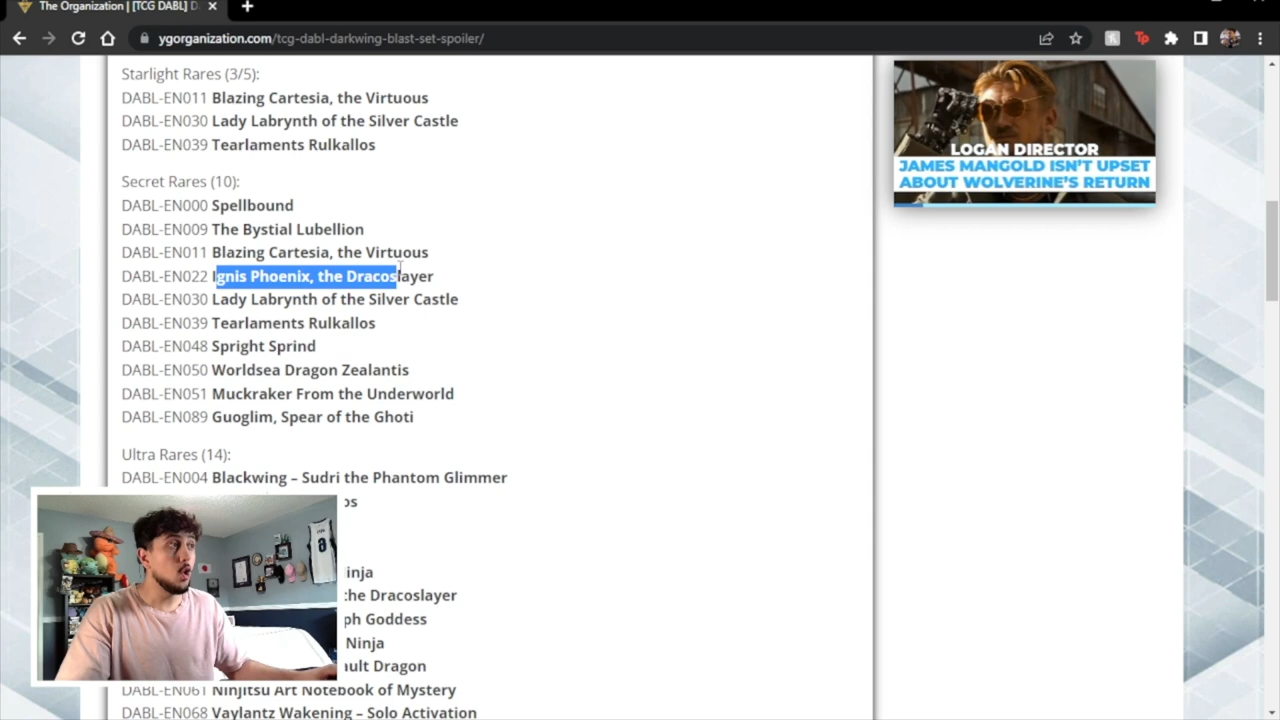 The Organization | [TCG DABL] D
ygorganization.com/tcg-dabl-darkwing-blast-set-spoiler/
Starlight Rares (3/5):
DABL-EN011 Blazing Cartesia, the Virtuous
DABL-EN030 Lady Labrynth of the Silver Castle
DABL-EN039 Tearlaments Rulkallos
Secret Rares (10):
DABL-EN000 Spellbound
DABL-EN009 The Bystial Lubellion
DABL-EN011 Blazing Cartesia, the Virtuous
DABL-EN022 Ignis Phoenix, the Dracoslayer
DABL-EN030 Lady Labrynth of the Silver Castle
DABL-EN039 Tearlaments Rulkallos
DABL-EN048 Spright Sprind
DABL-EN050 Worldsea Dragon Zealantis
DABL-EN051 Muckraker From the Underworld
DABL-EN089 Guoglim, Spear of the Ghoti
Ultra Rares (14):
DABL-EN004 Blackwing – Sudri the Phantom Glimmer
os
inja
the Dracoslayer
ph Goddess
Ninja
ault Dragon
DABL-EN061 Ninjitsu Art Notebook of Mystery
DABL-EN068 Vaylantz Wakening – Solo Activation
LOGAN DIRECTOR
JAMES MANGOLD ISN'T UPSET
ABOUT WOLVERINE'S RETURN
TP
8